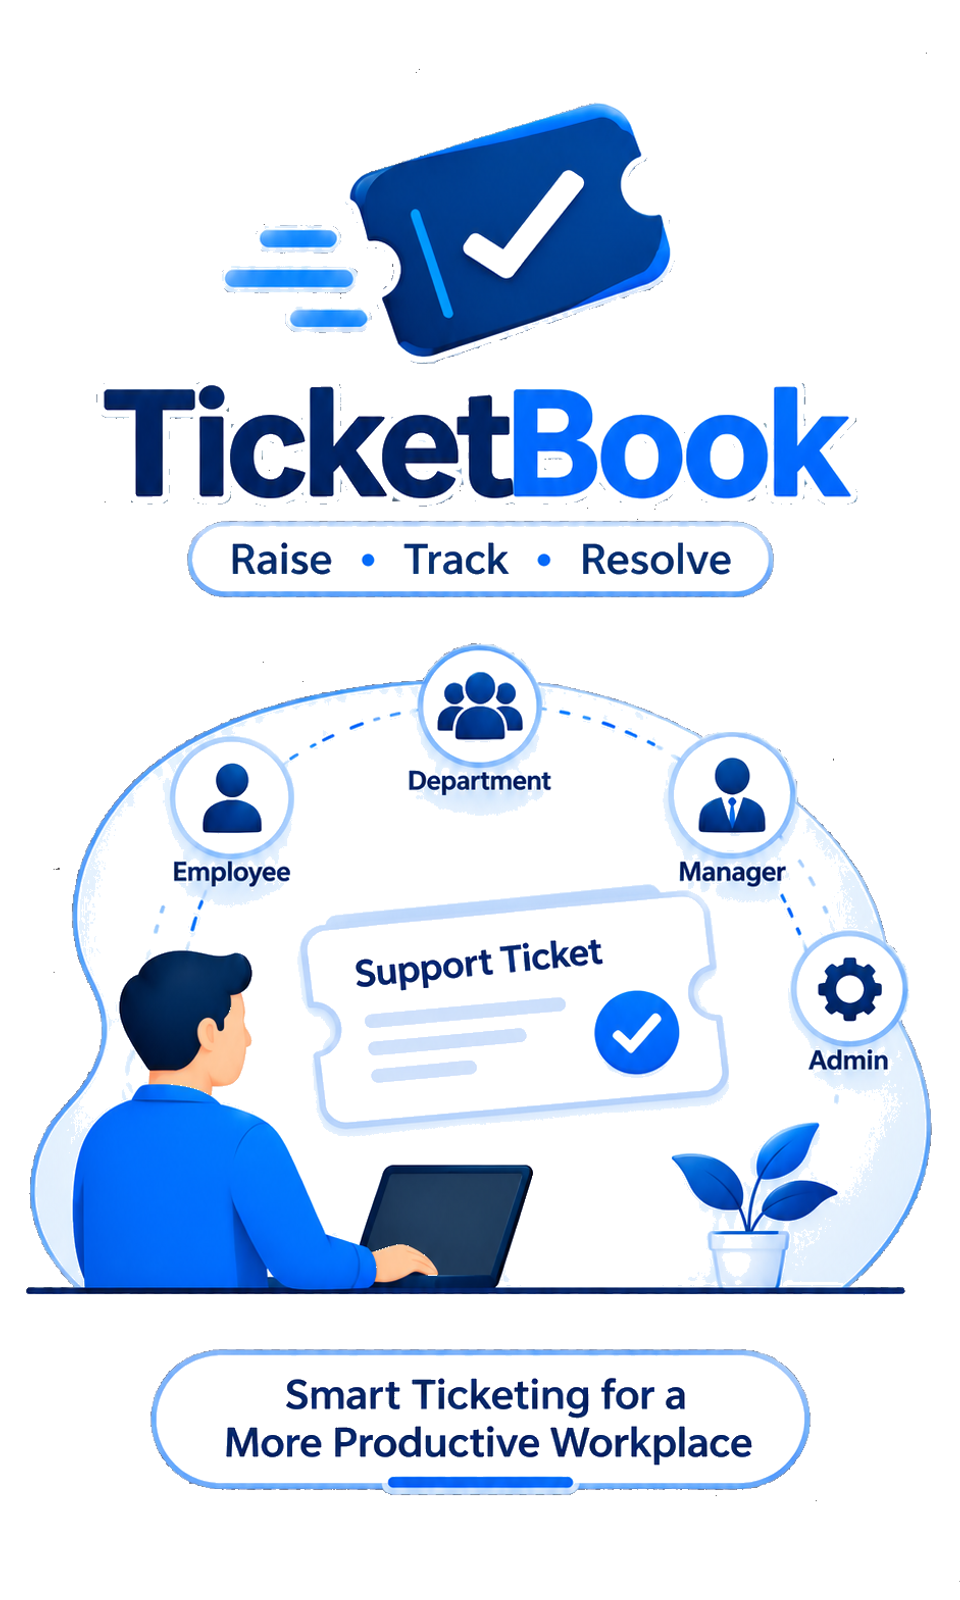 TicketBook
Raise • Track • Resolve
Department
Employee
Manager
Support Ticket
Admin
Smart Ticketing for a
More Productive Workplace